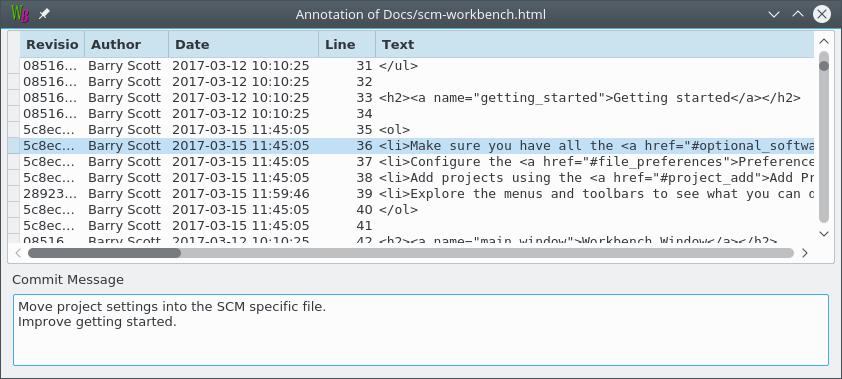 WB Annotation of Docs/scm-workbench.html
Revisio Author Date Line Text
08516... Barry Scott 2017-03-12 10:10:25 31 </ul>
08516... Barry Scott 2017-03-12 10:10:25 32
08516... Barry Scott 2017-03-12 10:10:25 33 <h2><a name="getting_started">Getting started</a></h2>
08516... Barry Scott 2017-03-12 10:10:25 34
5c8ec... Barry Scott 2017-03-15 11:45:05 35 <ol>
5c8ec... Barry Scott 2017-03-15 11:45:05 36 <li>Make sure you have all the <a href="#optional_softwa
5c8ec... Barry Scott 2017-03-15 11:45:05 37 <li>Configure the <a href="#file_preferences">Preference
5c8ec... Barry Scott 2017-03-15 11:45:05 38 <li>Add projects using the <a href="#project_add">Add Pr
28923... Barry Scott 2017-03-15 11:59:46 39 <li>Explore the menus and toolbars to see what you can d
5c8ec... Barry Scott 2017-03-15 11:45:05 40 </ol>
5c8ec... Barry Scott 2017-03-15 11:45:05 41
08516... Barry Scott 2017-03-12 10:10:25 42 <h2><a name="main_window">Workbench Window</a></h2>
Commit Message
Move project settings into the SCM specific file.
Improve getting started.